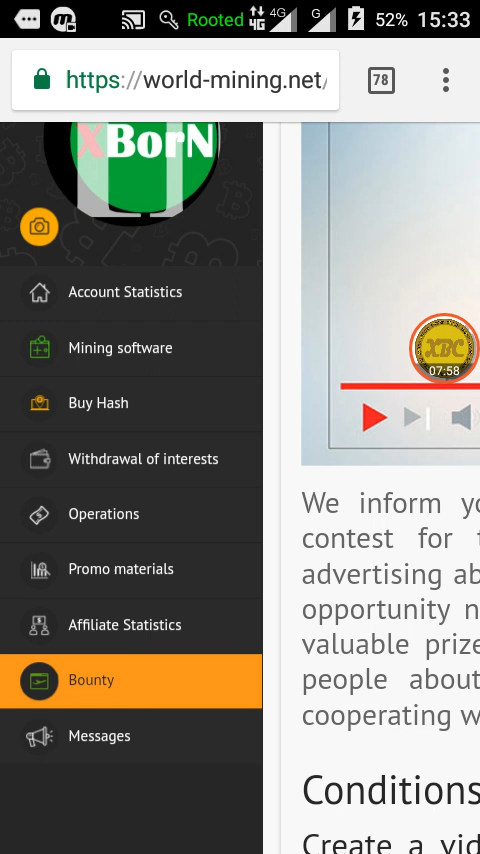 Rooted 4G 4G G 52% 15:33
https://world-mining.net/
78
XBorN
Account Statistics
Mining software
XBC
07:58
Buy Hash
Withdrawal of interests
Operations
Promo materials
Affiliate Statistics
Bounty
Messages
We inform yo
contest for t
advertising ab
opportunity n
valuable prize
people about
cooperating w
Conditions
Create a vid